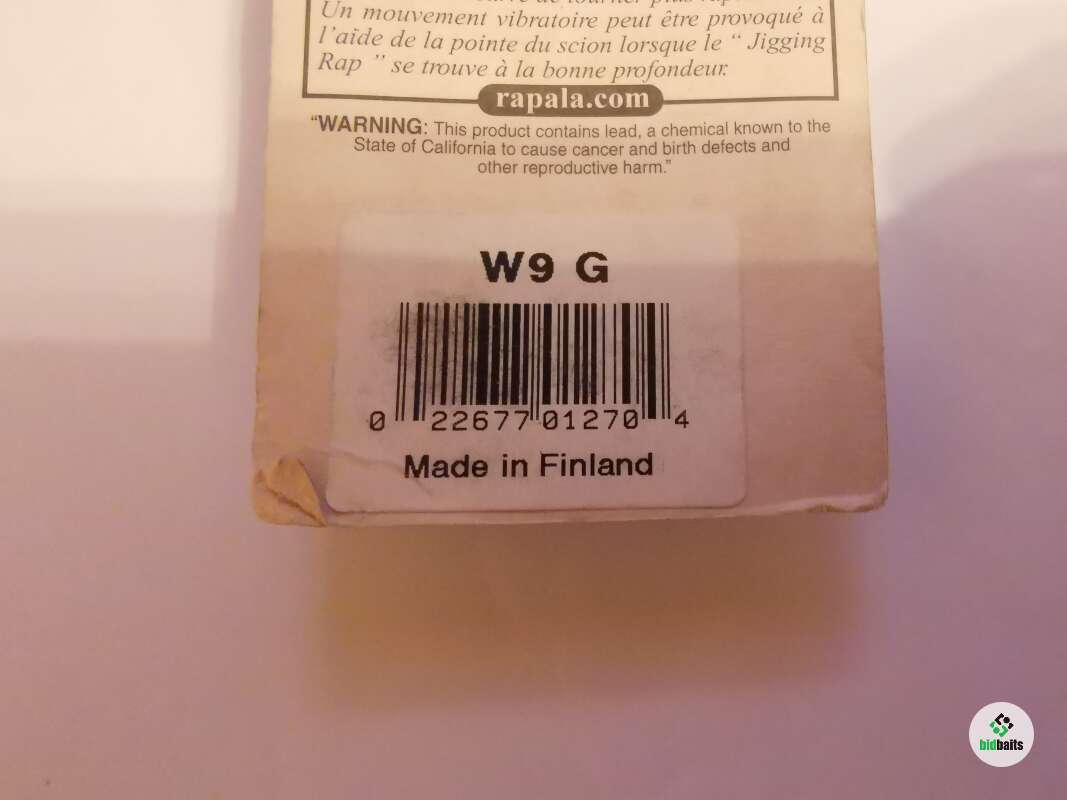 Un mouvement vibratoire peut être provoqué à
l'aide de la pointe du scion lorsque le “ Jigging
Rap ” se trouve à la bonne profondeur.
rapala.com
“WARNING: This product contains lead, a chemical known to the
State of California to cause cancer and birth defects and
other reproductive harm.”
W9 G
0 22677 01270 4
Made in Finland
bidbaits